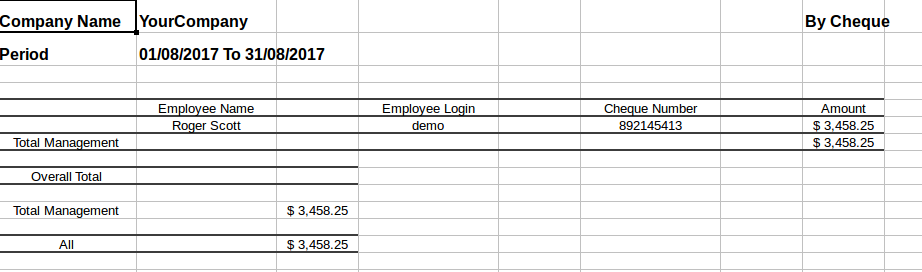 Company Name YourCompany By Cheque
Period 01/08/2017 To 31/08/2017
Employee Name Employee Login Cheque Number Amount
Roger Scott demo 892145413 $ 3,458.25
Total Management $ 3,458.25
Overall Total
Total Management $ 3,458.25
All $ 3,458.25